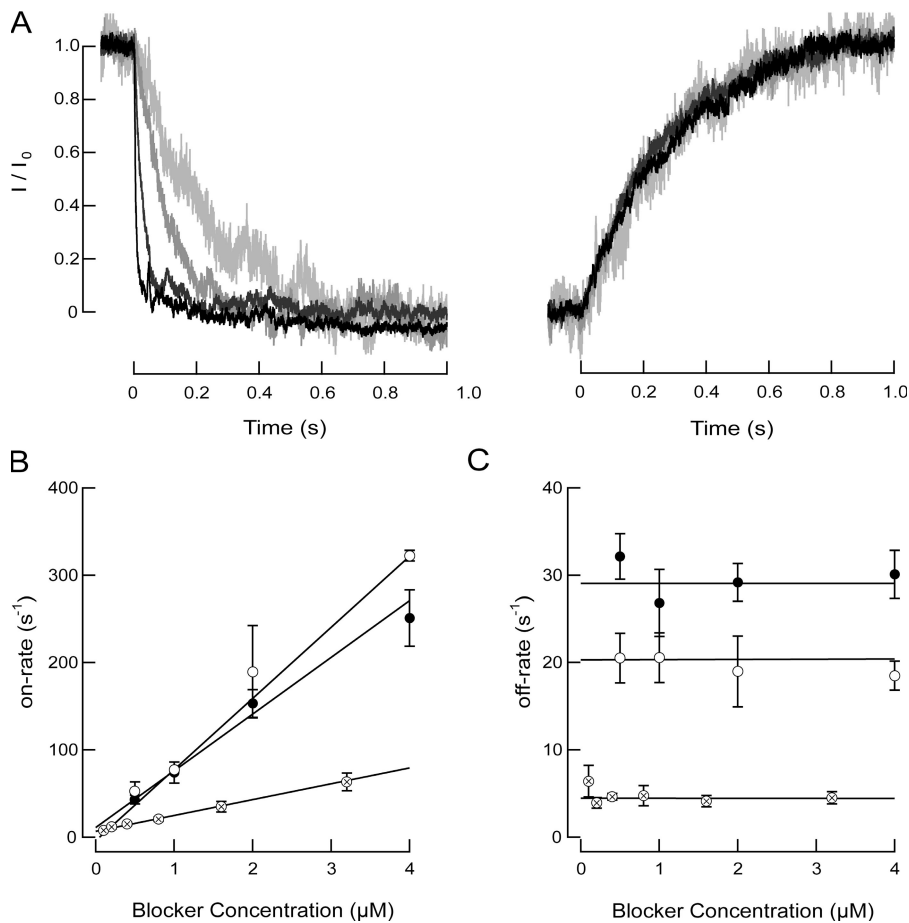 A
1.0
0.8
0.6
0.4
0.2
0
I / I0
0 0.2 0.4 0.6 0.8 1.0
Time (s)
0 0.2 0.4 0.6 0.8 1.0
Time (s)
B
400
300
200
100
0
on-rate (s-1)
0 1 2 3 4
Blocker Concentration (µM)
C
40
30
20
10
0
off-rate (s-1)
0 1 2 3 4
Blocker Concentration (µM)